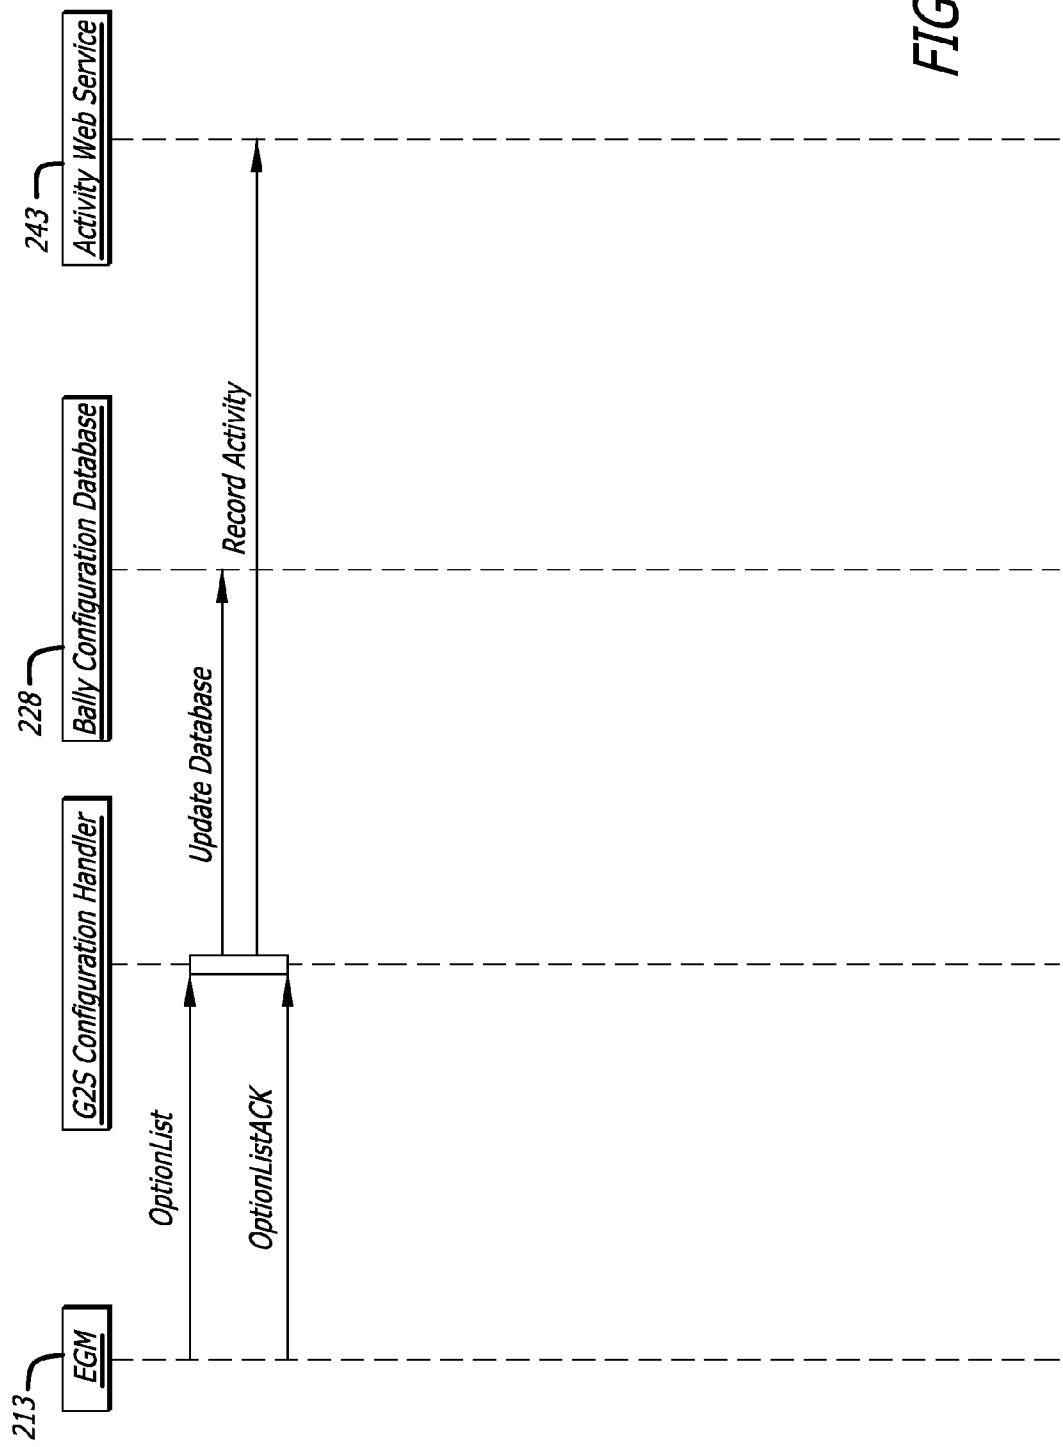 213
EGM
G2S Configuration Handler
228
Bally Configuration Database
243
Activity Web Service
OptionList
Update Database
Record Activity
OptionListACK
FIG